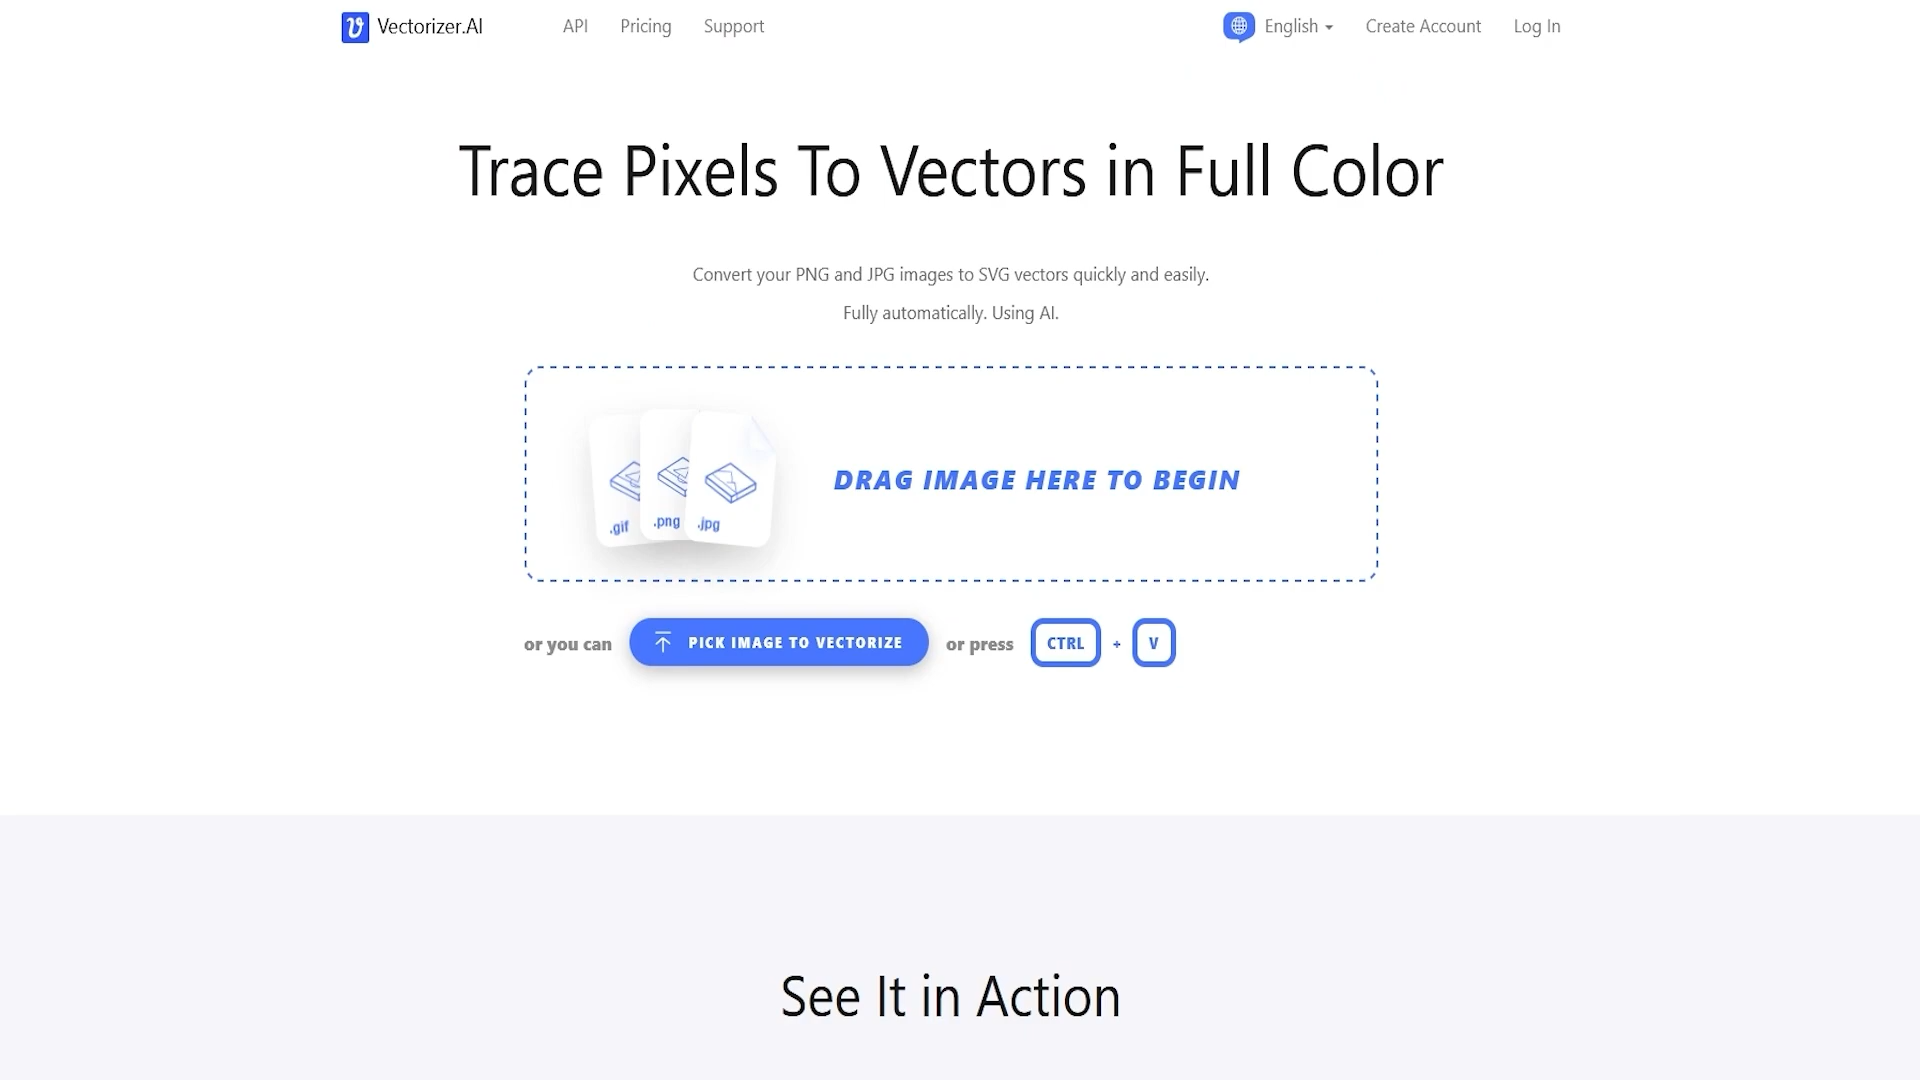 Vectorizer.AI API Pricing Support English Create Account Log In
Trace Pixels To Vectors in Full Color
Convert your PNG and JPG images to SVG vectors quickly and easily.
Fully automatically. Using AI.
DRAG IMAGE HERE TO BEGIN
.gif .png .jpg
or you can PICK IMAGE TO VECTORIZE or press CTRL + V
See It in Action